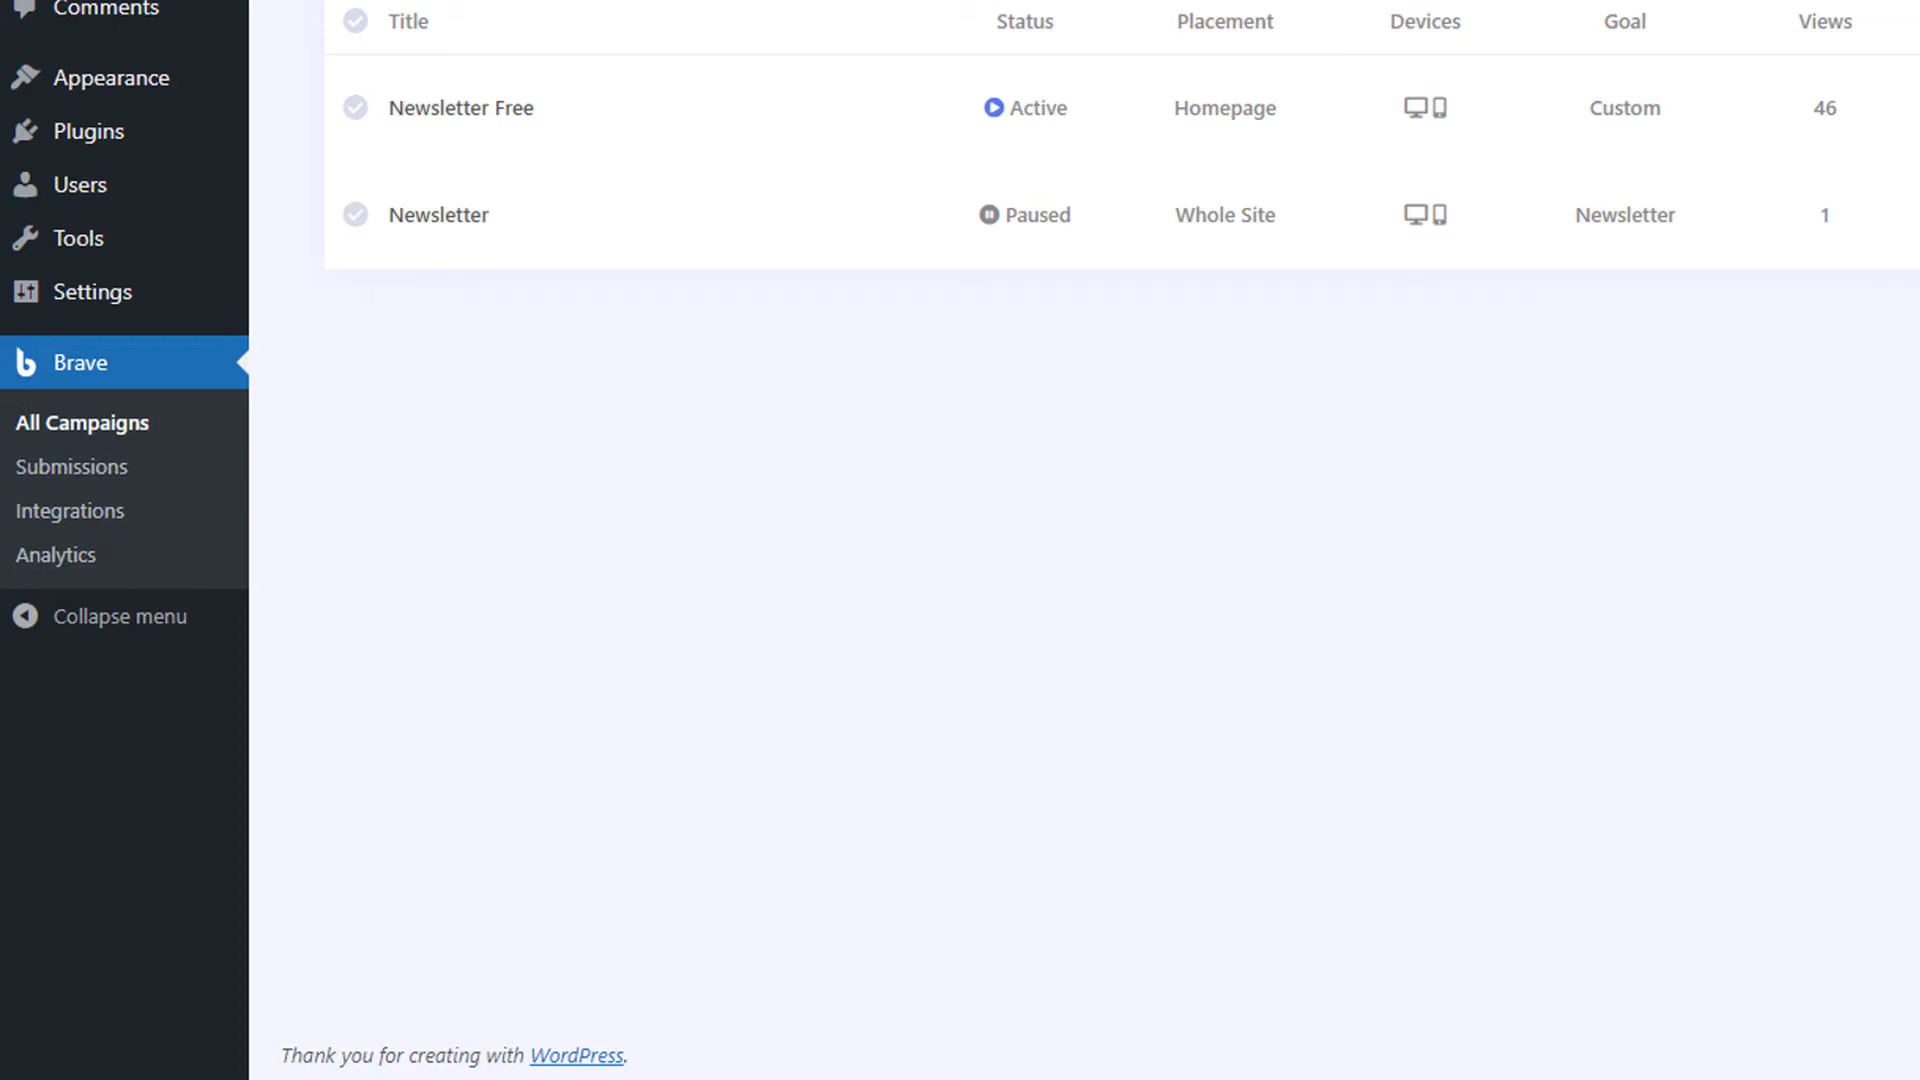 Comments
Appearance
Plugins
Users
Tools
Settings
Brave
All Campaigns
Submissions
Integrations
Analytics
Collapse menu
Title Status Placement Devices Goal Views
Newsletter Free Active Homepage Custom 46
Newsletter Paused Whole Site Newsletter 1
Thank you for creating with WordPress.